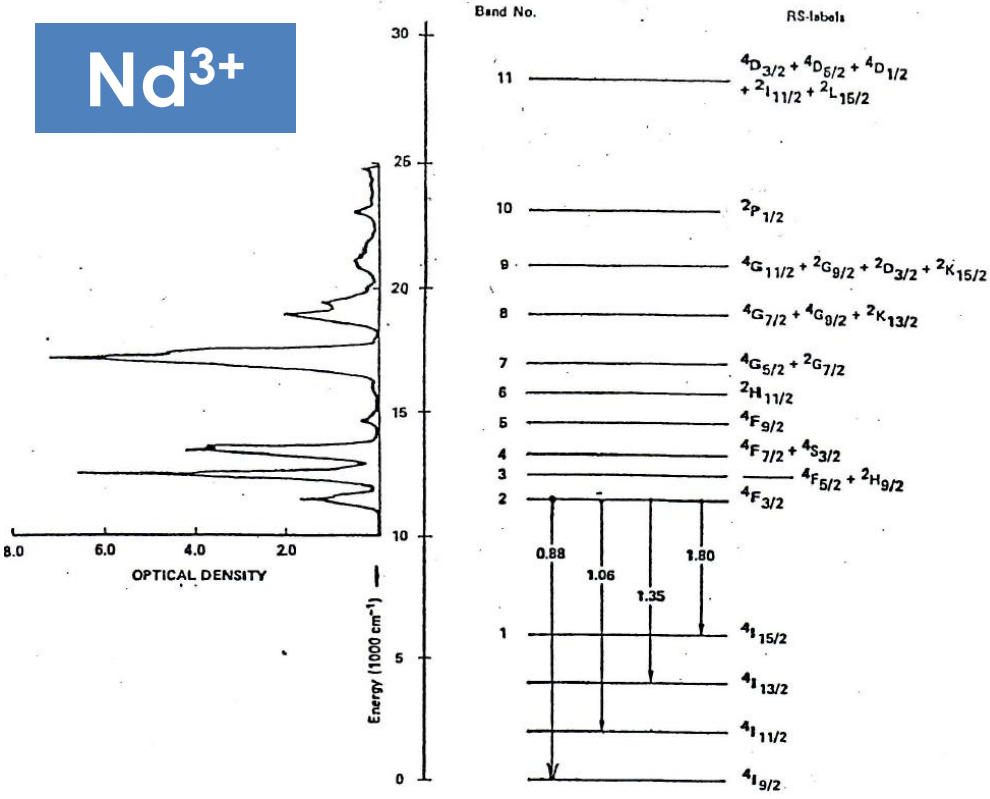 Nd³⁺
Band No.
RS-labels
30
25
20
15
10
5
0
Energy (1000 cm⁻¹)
8.0 6.0 4.0 2.0
OPTICAL DENSITY
11 ⁴D₃/₂ + ⁴D₅/₂ + ⁴D₁/₂
+ ²I₁₁/₂ + ²L₁₅/₂
10 ²P₁/₂
9 ⁴G₁₁/₂ + ²G₉/₂ + ²D₃/₂ + ²K₁₅/₂
8 ⁴G₇/₂ + ⁴G₉/₂ + ²K₁₃/₂
7 ⁴G₅/₂ + ²G₇/₂
6 ²H₁₁/₂
5 ⁴F₉/₂
4 ⁴F₇/₂ + ⁴S₃/₂
3 ⁴F₅/₂ + ²H₉/₂
2 ⁴F₃/₂
0.88
1.06
1.35
1.80
1 ⁴I₁₅/₂
⁴I₁₃/₂
⁴I₁₁/₂
⁴I₉/₂